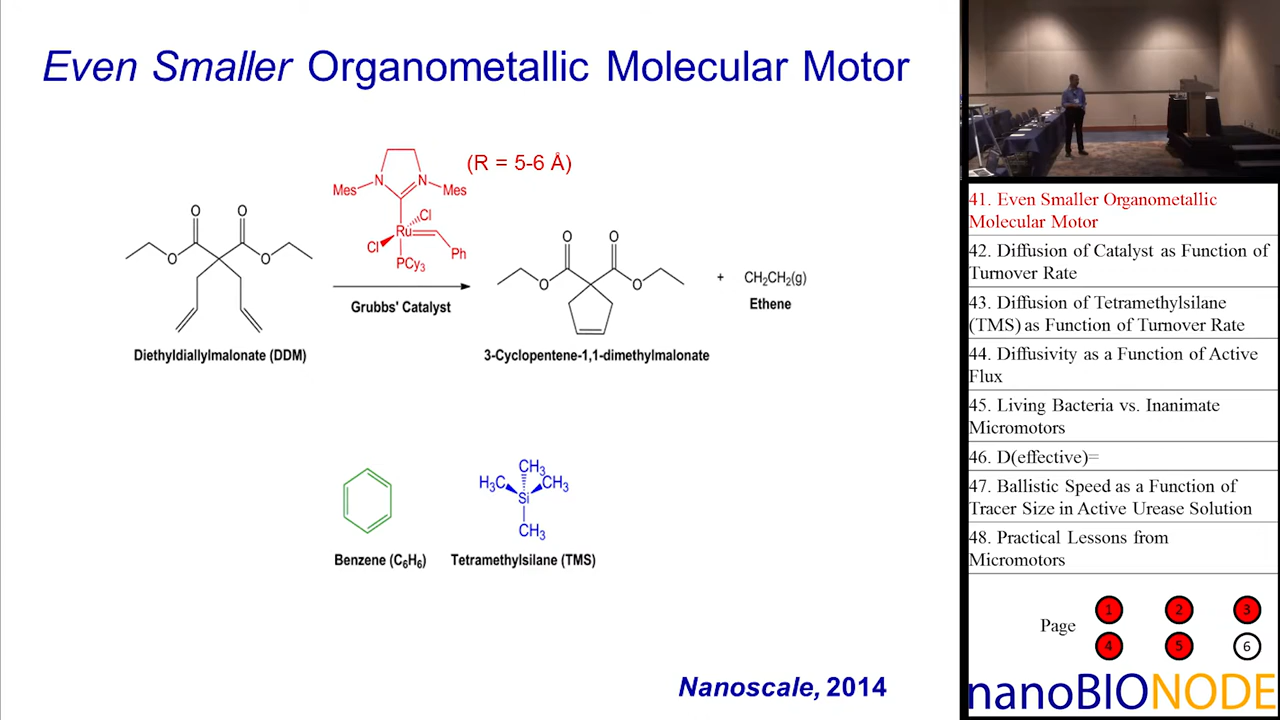 Even Smaller Organometallic Molecular Motor
(R = 5-6 Å)
Mes
N
N
Mes
Cl
Ru
Cl
Ph
PCy₃
O
O
O
O
Grubbs' Catalyst
O
O
O
O
+
CH₂CH₂(g)
Ethene
Diethyldiallylmalonate (DDM)
3-Cyclopentene-1,1-dimethylmalonate
CH₃
H₃C
CH₃
Si
CH₃
Benzene (C₆H₆)
Tetramethylsilane (TMS)
Nanoscale, 2014
41. Even Smaller Organometallic
Molecular Motor
42. Diffusion of Catalyst as Function of
Turnover Rate
43. Diffusion of Tetramethylsilane
(TMS) as Function of Turnover Rate
44. Diffusivity as a Function of Active
Flux
45. Living Bacteria vs. Inanimate
Micromotors
46. D(effective)=
47. Ballistic Speed as a Function of
Tracer Size in Active Urease Solution
48. Practical Lessons from
Micromotors
Page
1
2
3
4
5
6
nanoBIONODE